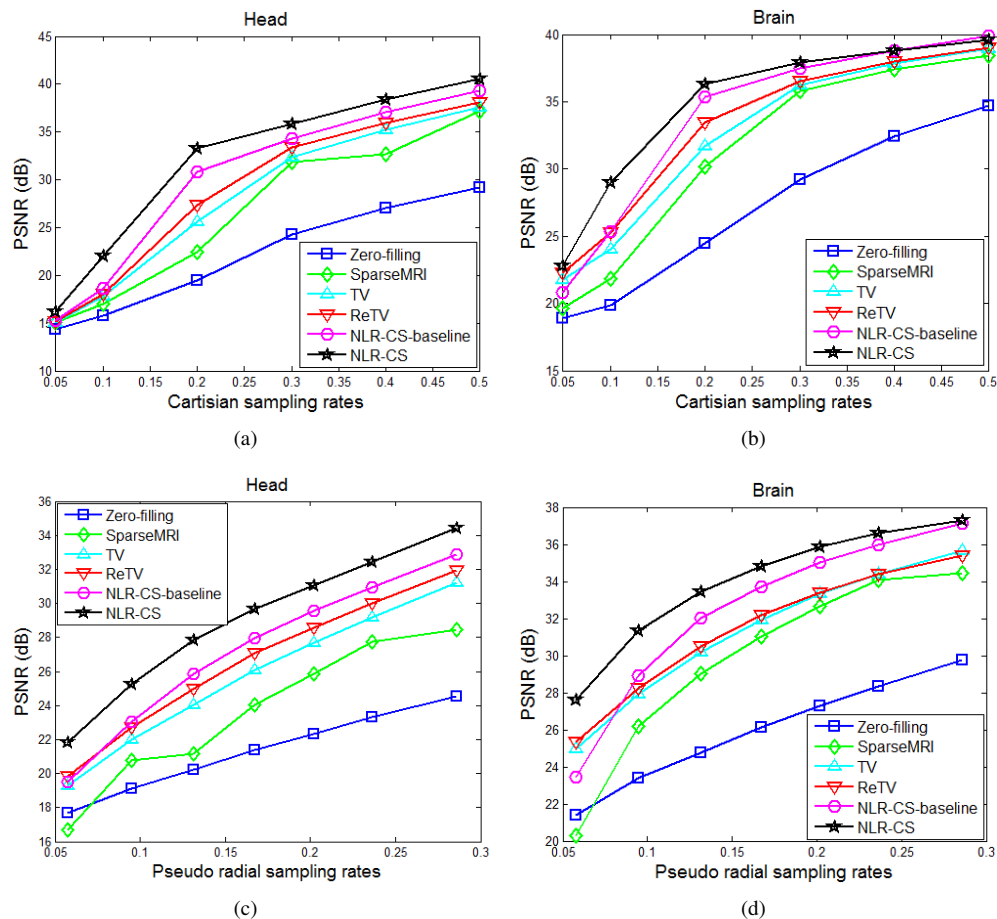 Head
PSNR (dB)
45
40
35
30
25
20
15
10
0.05 0.1 0.15 0.2 0.25 0.3 0.35 0.4 0.45 0.5
Cartisian sampling rates
Zero-filling
SparseMRI
TV
ReTV
NLR-CS-baseline
NLR-CS
(a)
Brain
PSNR (dB)
40
35
30
25
20
15
0.05 0.1 0.15 0.2 0.25 0.3 0.35 0.4 0.45 0.5
Cartisian sampling rates
Zero-filling
SparseMRI
TV
ReTV
NLR-CS-baseline
NLR-CS
(b)
Head
PSNR (dB)
36
34
32
30
28
26
24
22
20
18
16
0.05 0.1 0.15 0.2 0.25 0.3
Pseudo radial sampling rates
Zero-filling
SparseMRI
TV
ReTV
NLR-CS-baseline
NLR-CS
(c)
Brain
PSNR (dB)
38
36
34
32
30
28
26
24
22
20
0.05 0.1 0.15 0.2 0.25 0.3
Pseudo radial sampling rates
Zero-filling
SparseMRI
TV
ReTV
NLR-CS-baseline
NLR-CS
(d)